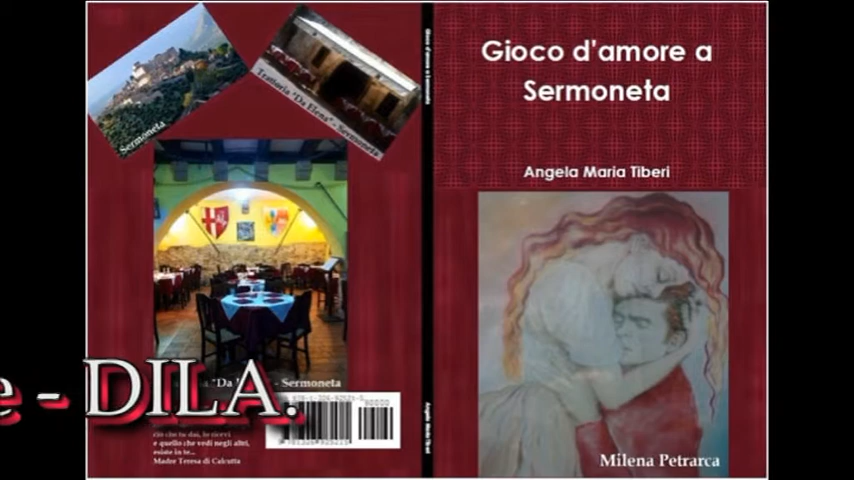 Sermoneta
Trattoria "Da Elena" - Sermoneta
- Sermoneta
e - DILA.
90000
ciò che tu dai, lo ricevi
e quello che vedi negli altri,
esiste in te...
Madre Teresa di Calcutta
Gioco d'amore a Sermoneta
Angela Maria Tiberi
Gioco d'amore a
Sermoneta
Angela Maria Tiberi
Milena Petrarca